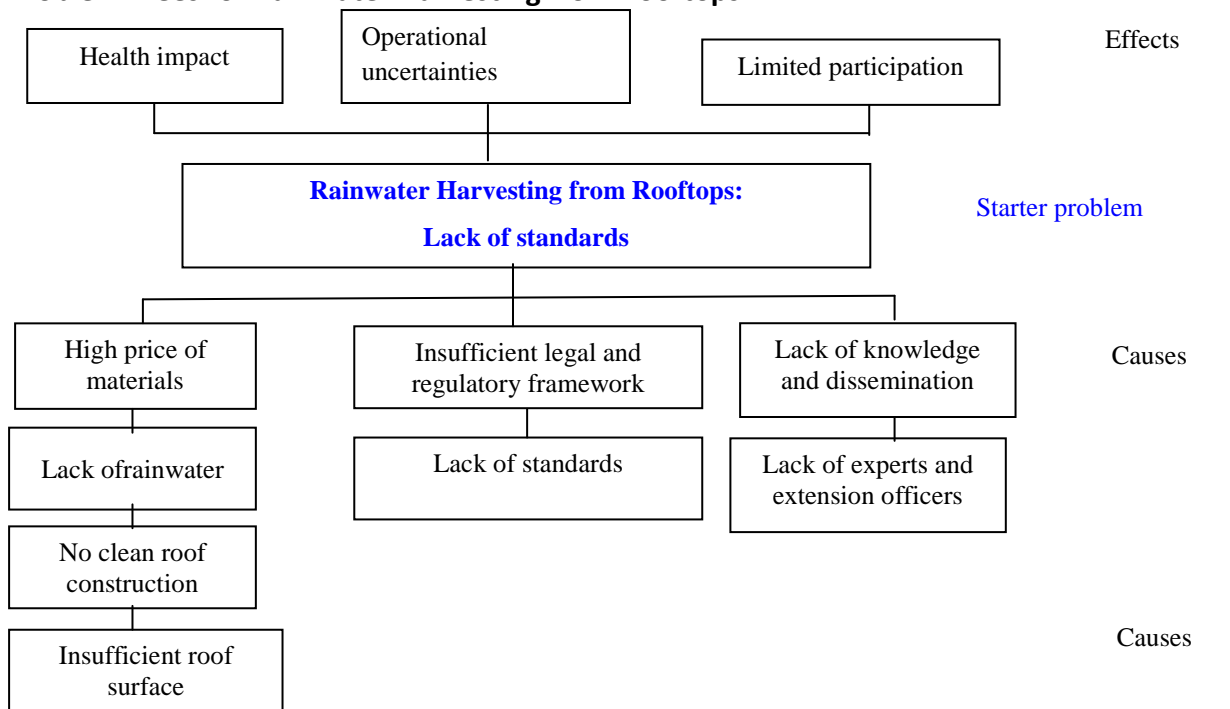 Health impact
Operational
uncertainties
Limited participation
Effects
Rainwater Harvesting from Rooftops:
Lack of standards
Starter problem
High price of
materials
Insufficient legal and
regulatory framework
Lack of knowledge
and dissemination
Causes
Lack ofrainwater
Lack of standards
Lack of experts and
extension officers
No clean roof
construction
Insufficient roof
surface
Causes